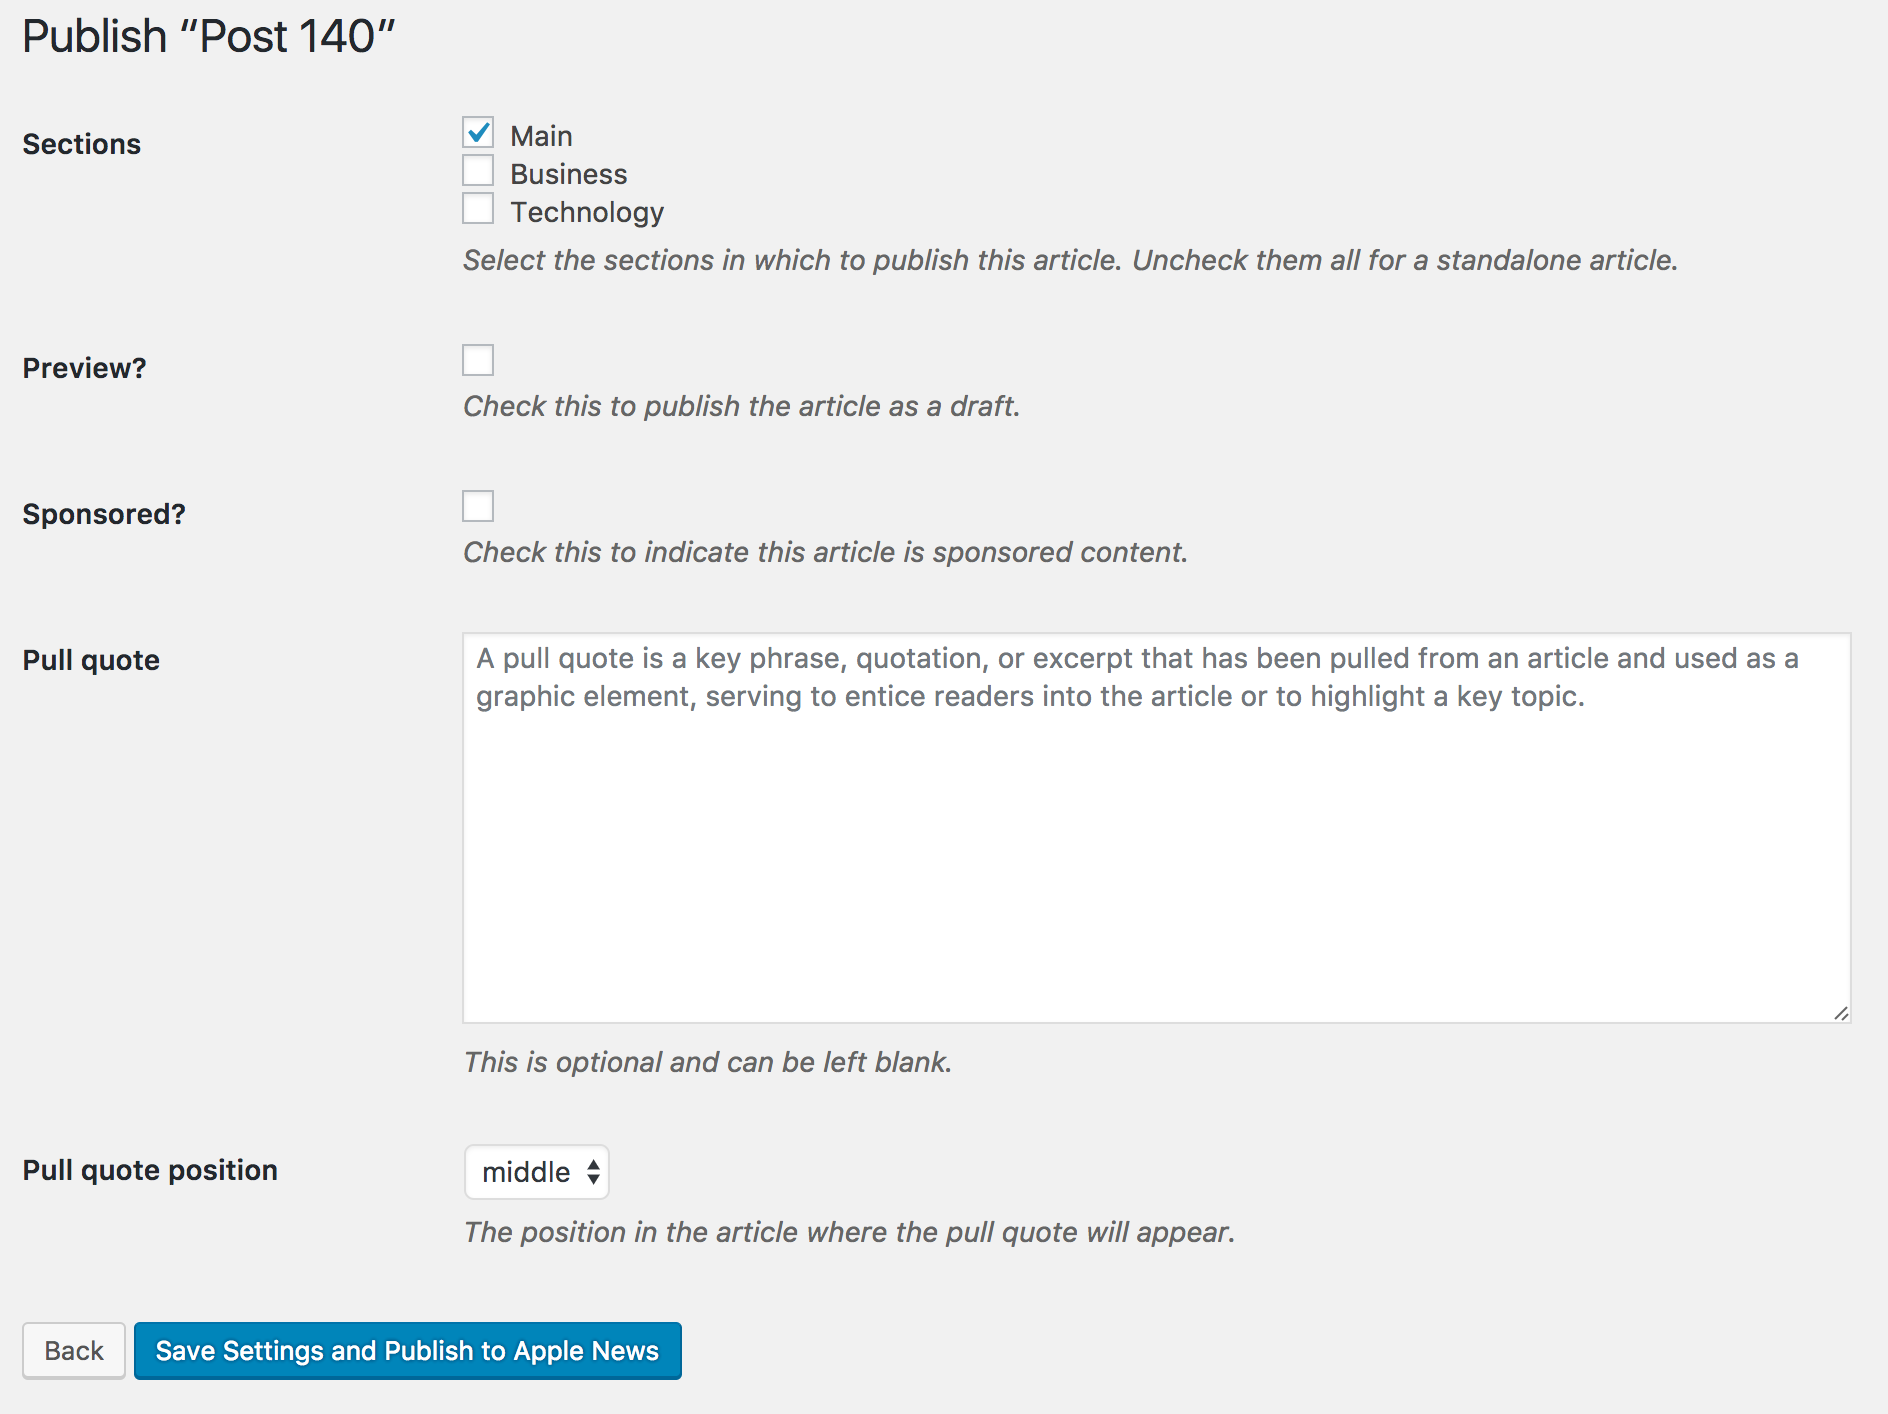 Publish “Post 140”
Sections
Main
Business
Technology
Select the sections in which to publish this article. Uncheck them all for a standalone article.
Preview?
Check this to publish the article as a draft.
Sponsored?
Check this to indicate this article is sponsored content.
Pull quote
A pull quote is a key phrase, quotation, or excerpt that has been pulled from an article and used as a
graphic element, serving to entice readers into the article or to highlight a key topic.
This is optional and can be left blank.
Pull quote position
middle
The position in the article where the pull quote will appear.
Back
Save Settings and Publish to Apple News